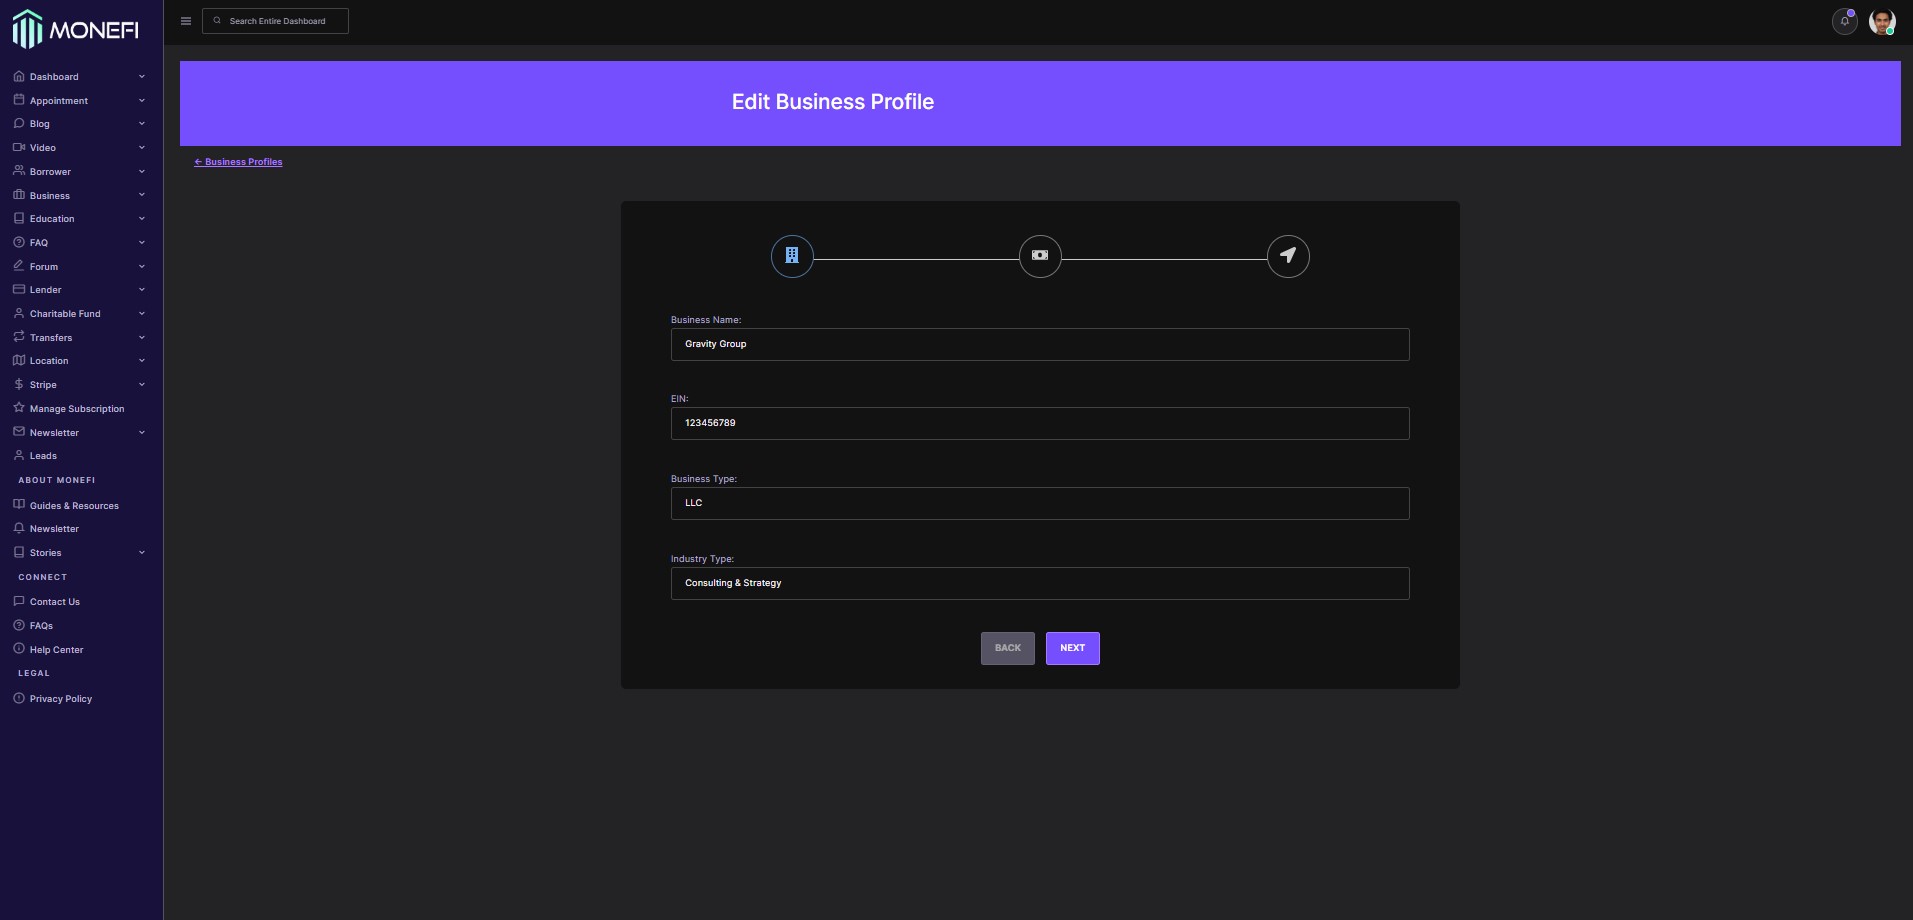 MONEFI
Search Entire Dashboard
Dashboard
Appointment
Blog
Video
Borrower
Business
Education
FAQ
Forum
Lender
Charitable Fund
Transfers
Location
Stripe
Manage Subscription
Newsletter
Leads
ABOUT MONEFI
Guides & Resources
Newsletter
Stories
CONNECT
Contact Us
FAQs
Help Center
LEGAL
Privacy Policy
Edit Business Profile
← Business Profiles
Business Name:
Gravity Group
EIN:
123456789
Business Type:
LLC
Industry Type:
Consulting & Strategy
BACK NEXT